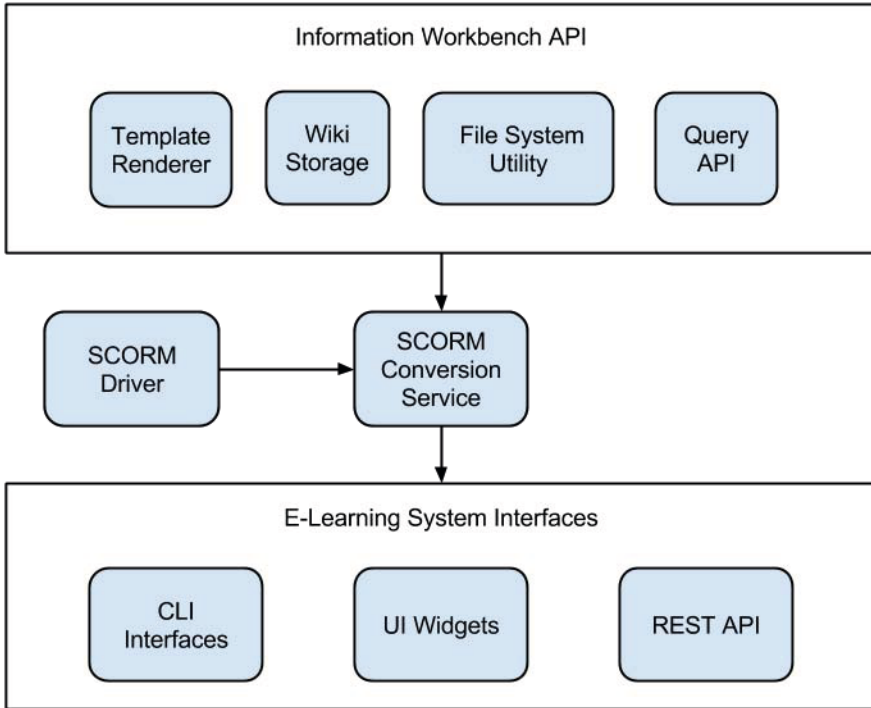 Information Workbench API
Template
Renderer
Wiki
Storage
File System
Utility
Query
API
SCORM
Driver
SCORM
Conversion
Service
E-Learning System Interfaces
CLI
Interfaces
UI Widgets
REST API